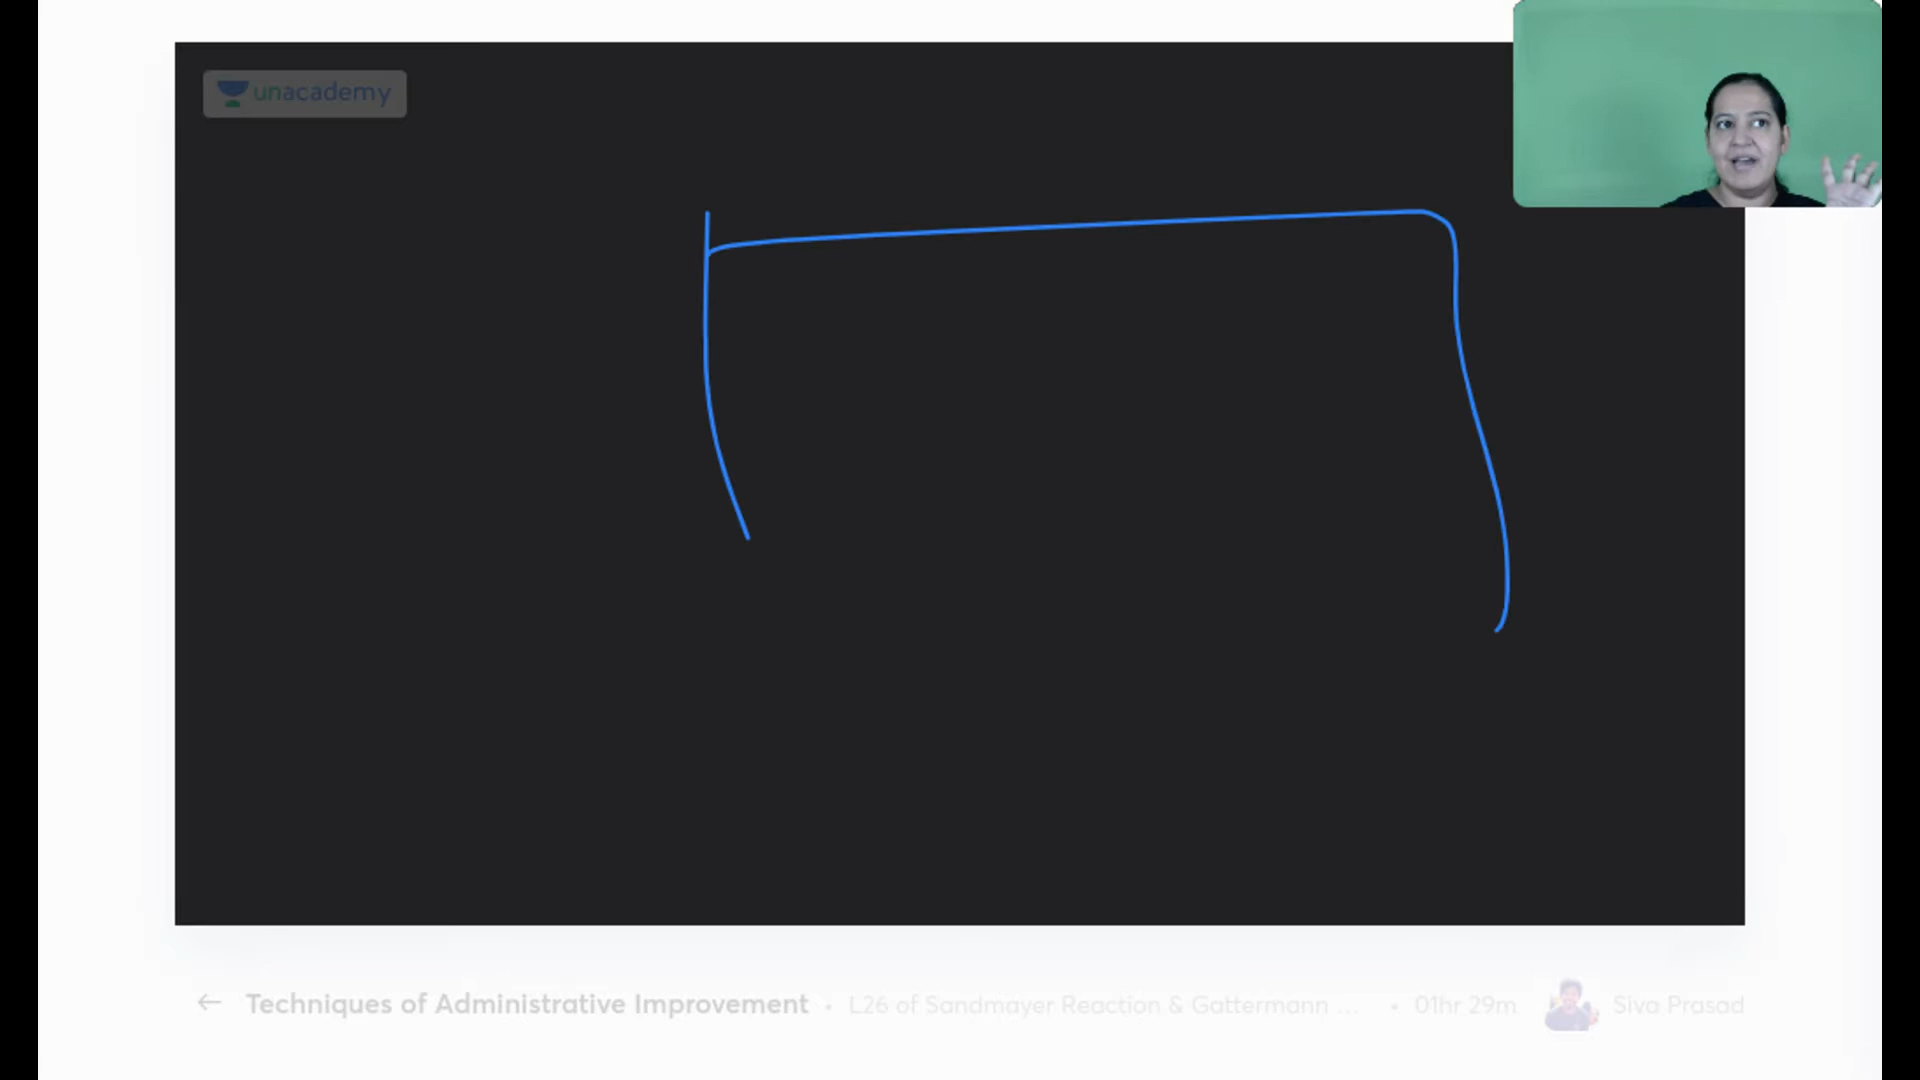 unacademy
Techniques of Administrative Improvement • L26 of Sandmayer Reaction & Gattermann ... • 01hr 29m Siva Prasad